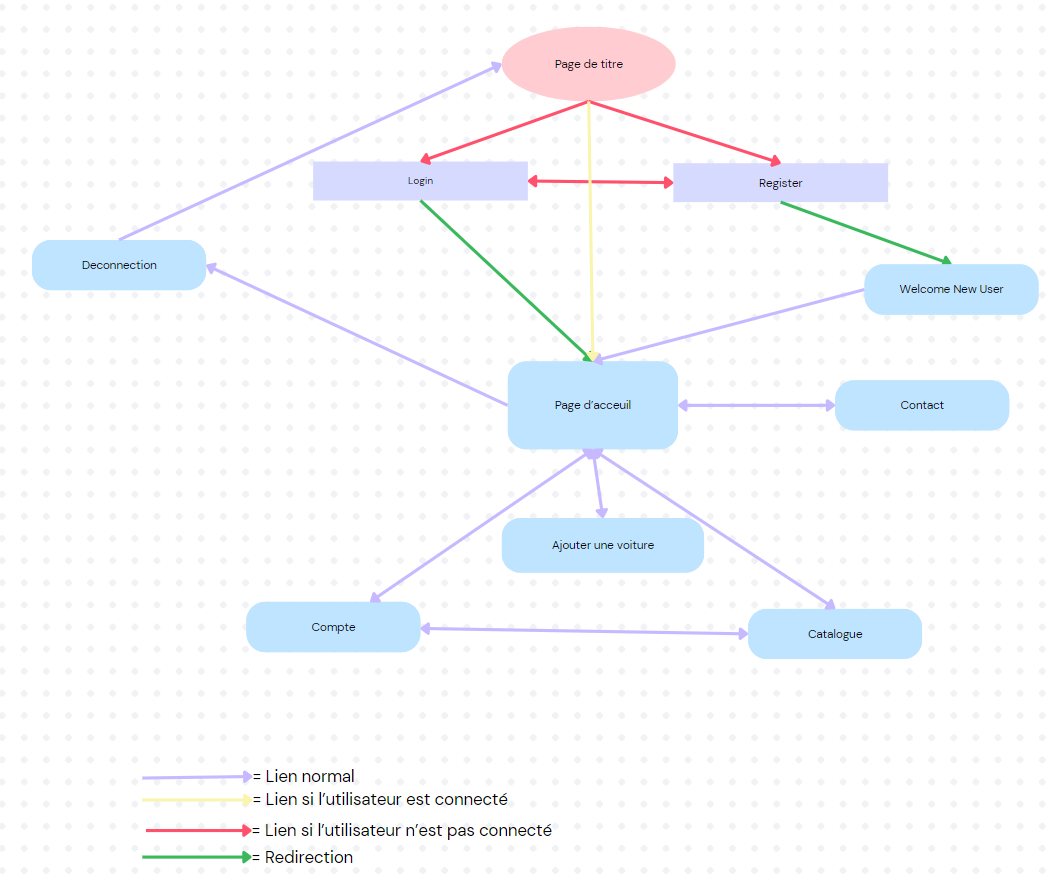 Page de titre
Login
Register
Deconnection
Welcome New User
Page d'acceuil
Contact
Ajouter une voiture
Compte
Catalogue
= Lien normal
= Lien si l'utilisateur est connecté
= Lien si l'utilisateur n'est pas connecté
= Redirection